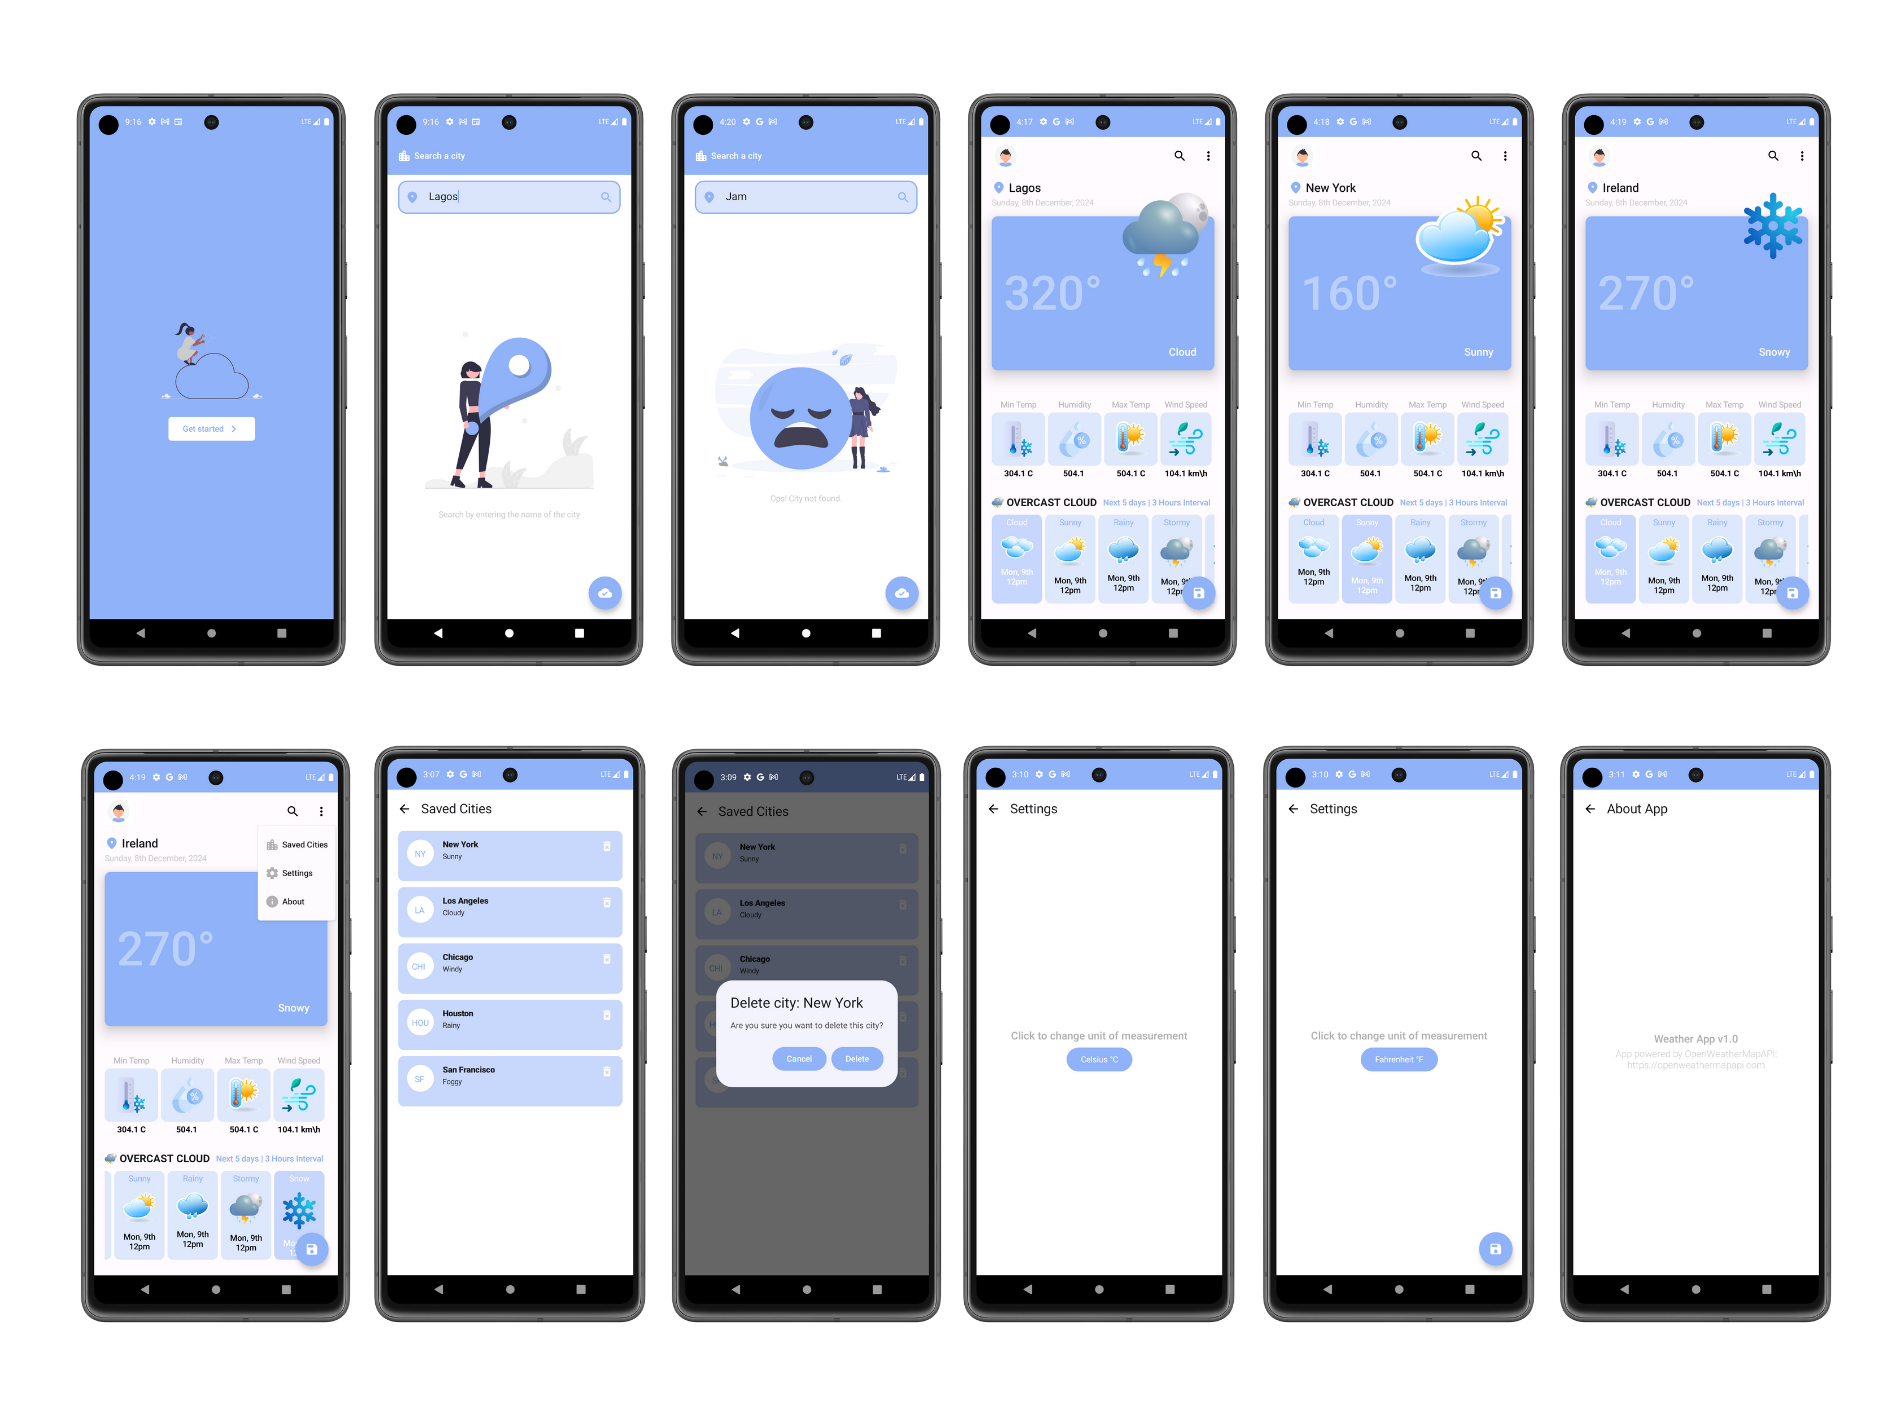 9:16 LTE
Get started
9:16 LTE
Search a city
Lagos
Search by entering the name of the city
4:20 G LTE
Search a city
Jam
Ops! City not found.
4:17 G LTE
Lagos
Sunday, 8th December, 2024
320°
Cloud
Min Temp Humidity Max Temp Wind Speed
%
304.1 C 504.1 504.1 C 104.1 km\h
OVERCAST CLOUD Next 5 days | 3 Hours Interval
Cloud Sunny Rainy Stormy
Mon, 9th Mon, 9th Mon, 9th Mon, 9t
12pm 12pm 12pm 12p
4:18 G LTE
New York
Sunday, 8th December, 2024
160°
Sunny
Min Temp Humidity Max Temp Wind Speed
%
304.1 C 504.1 504.1 C 104.1 km\h
OVERCAST CLOUD Next 5 days | 3 Hours Interval
Cloud Sunny Rainy Stormy
Mon, 9th Mon, 9th Mon, 9th Mon, 9t
12pm 12pm 12pm 12p
4:19 G LTE
Ireland
Sunday, 8th December, 2024
270°
Snowy
Min Temp Humidity Max Temp Wind Speed
%
304.1 C 504.1 504.1 C 104.1 km\h
OVERCAST CLOUD Next 5 days | 3 Hours Interval
Cloud Sunny Rainy Stormy
Mon, 9th Mon, 9th Mon, 9th Mon, 9t
12pm 12pm 12pm 12p
4:19 G LTE
Ireland
Sunday, 8th December, 2024
Saved Cities
Settings
About
270°
Snowy
Min Temp Humidity Max Temp Wind Speed
%
304.1 C 504.1 504.1 C 104.1 km\h
OVERCAST CLOUD Next 5 days | 3 Hours Interval
Sunny Rainy Stormy Snow
Mon, 9th Mon, 9th Mon, 9th Mo
12pm 12pm 12pm 1
3:07 G LTE
Saved Cities
NY
New York
Sunny
LA
Los Angeles
Cloudy
CHI
Chicago
Windy
HOU
Houston
Rainy
SF
San Francisco
Foggy
3:09 G LTE
Saved Cities
NY
New York
Sunny
LA
Los Angeles
Cloudy
CHI
Chicago
Windy
H
Delete city: New York
Are you sure you want to delete this city?
Cancel Delete
3:10 G LTE
Settings
Click to change unit of measurement
Celsius °C
3:10 G LTE
Settings
Click to change unit of measurement
Fahrenheit °F
3:11 G LTE
About App
Weather App v1.0
App powered by OpenWeatherMapAPI:
https://openweathermapapi.com